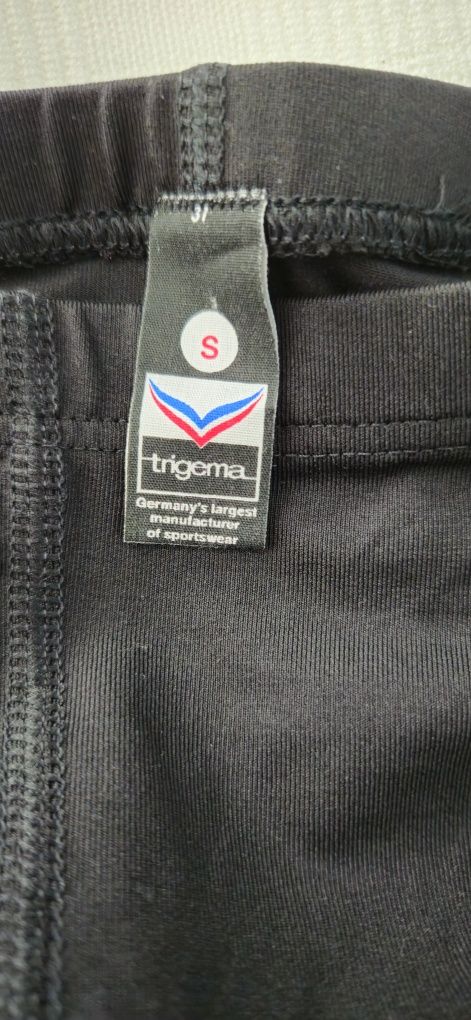 S
trigema
Germany's largest
manufacturer
of sportswear